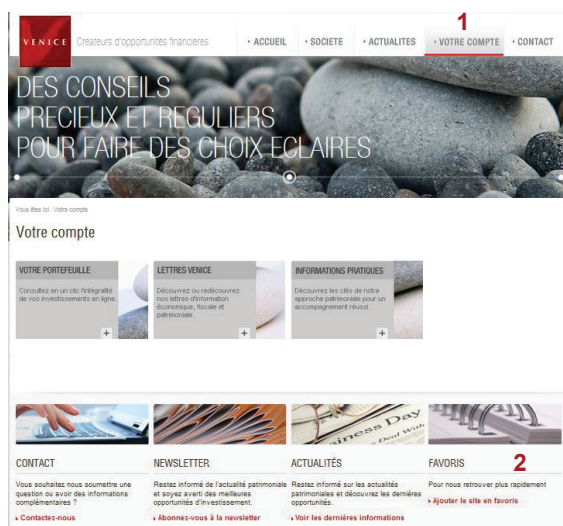 1
VENICE
Créateurs d'opportunités financières
ACCUEIL
SOCIETE
ACTUALITES
VOTRE COMPTE
CONTACT
DES CONSEILS
PRECIEUX ET REGULIERS
POUR FAIRE DES CHOIX ECLAIRES
Vous êtes ici : Votre compte
Votre compte
VOTRE PORTEFEUILLE
Consultez en un clic l'intégralité
de vos investissements en ligne.
+
LETTRES VENICE
Découvrez ou redécouvrez
nos lettres d'information
économique, fiscale et
patrimoniale.
+
INFORMATIONS PRATIQUES
Découvrez les clés de notre
approche patrimoniale pour un
accompagnement réussi.
+
Business Day
CONTACT
Vous souhaitez nous soumettre une
question ou avoir des informations
complémentaires ?
Contactez-nous
NEWSLETTER
Restez informé de l'actualité patrimoniale
et soyez averti des meilleures
opportunités d'investissement.
Abonnez-vous à la newsletter
ACTUALITÉS
Restez informé sur les actualités
patrimoniales et découvrez les dernières
opportunités.
Voir les dernières informations
FAVORIS
2
Pour nous retrouver plus rapidement
Ajouter le site en favoris